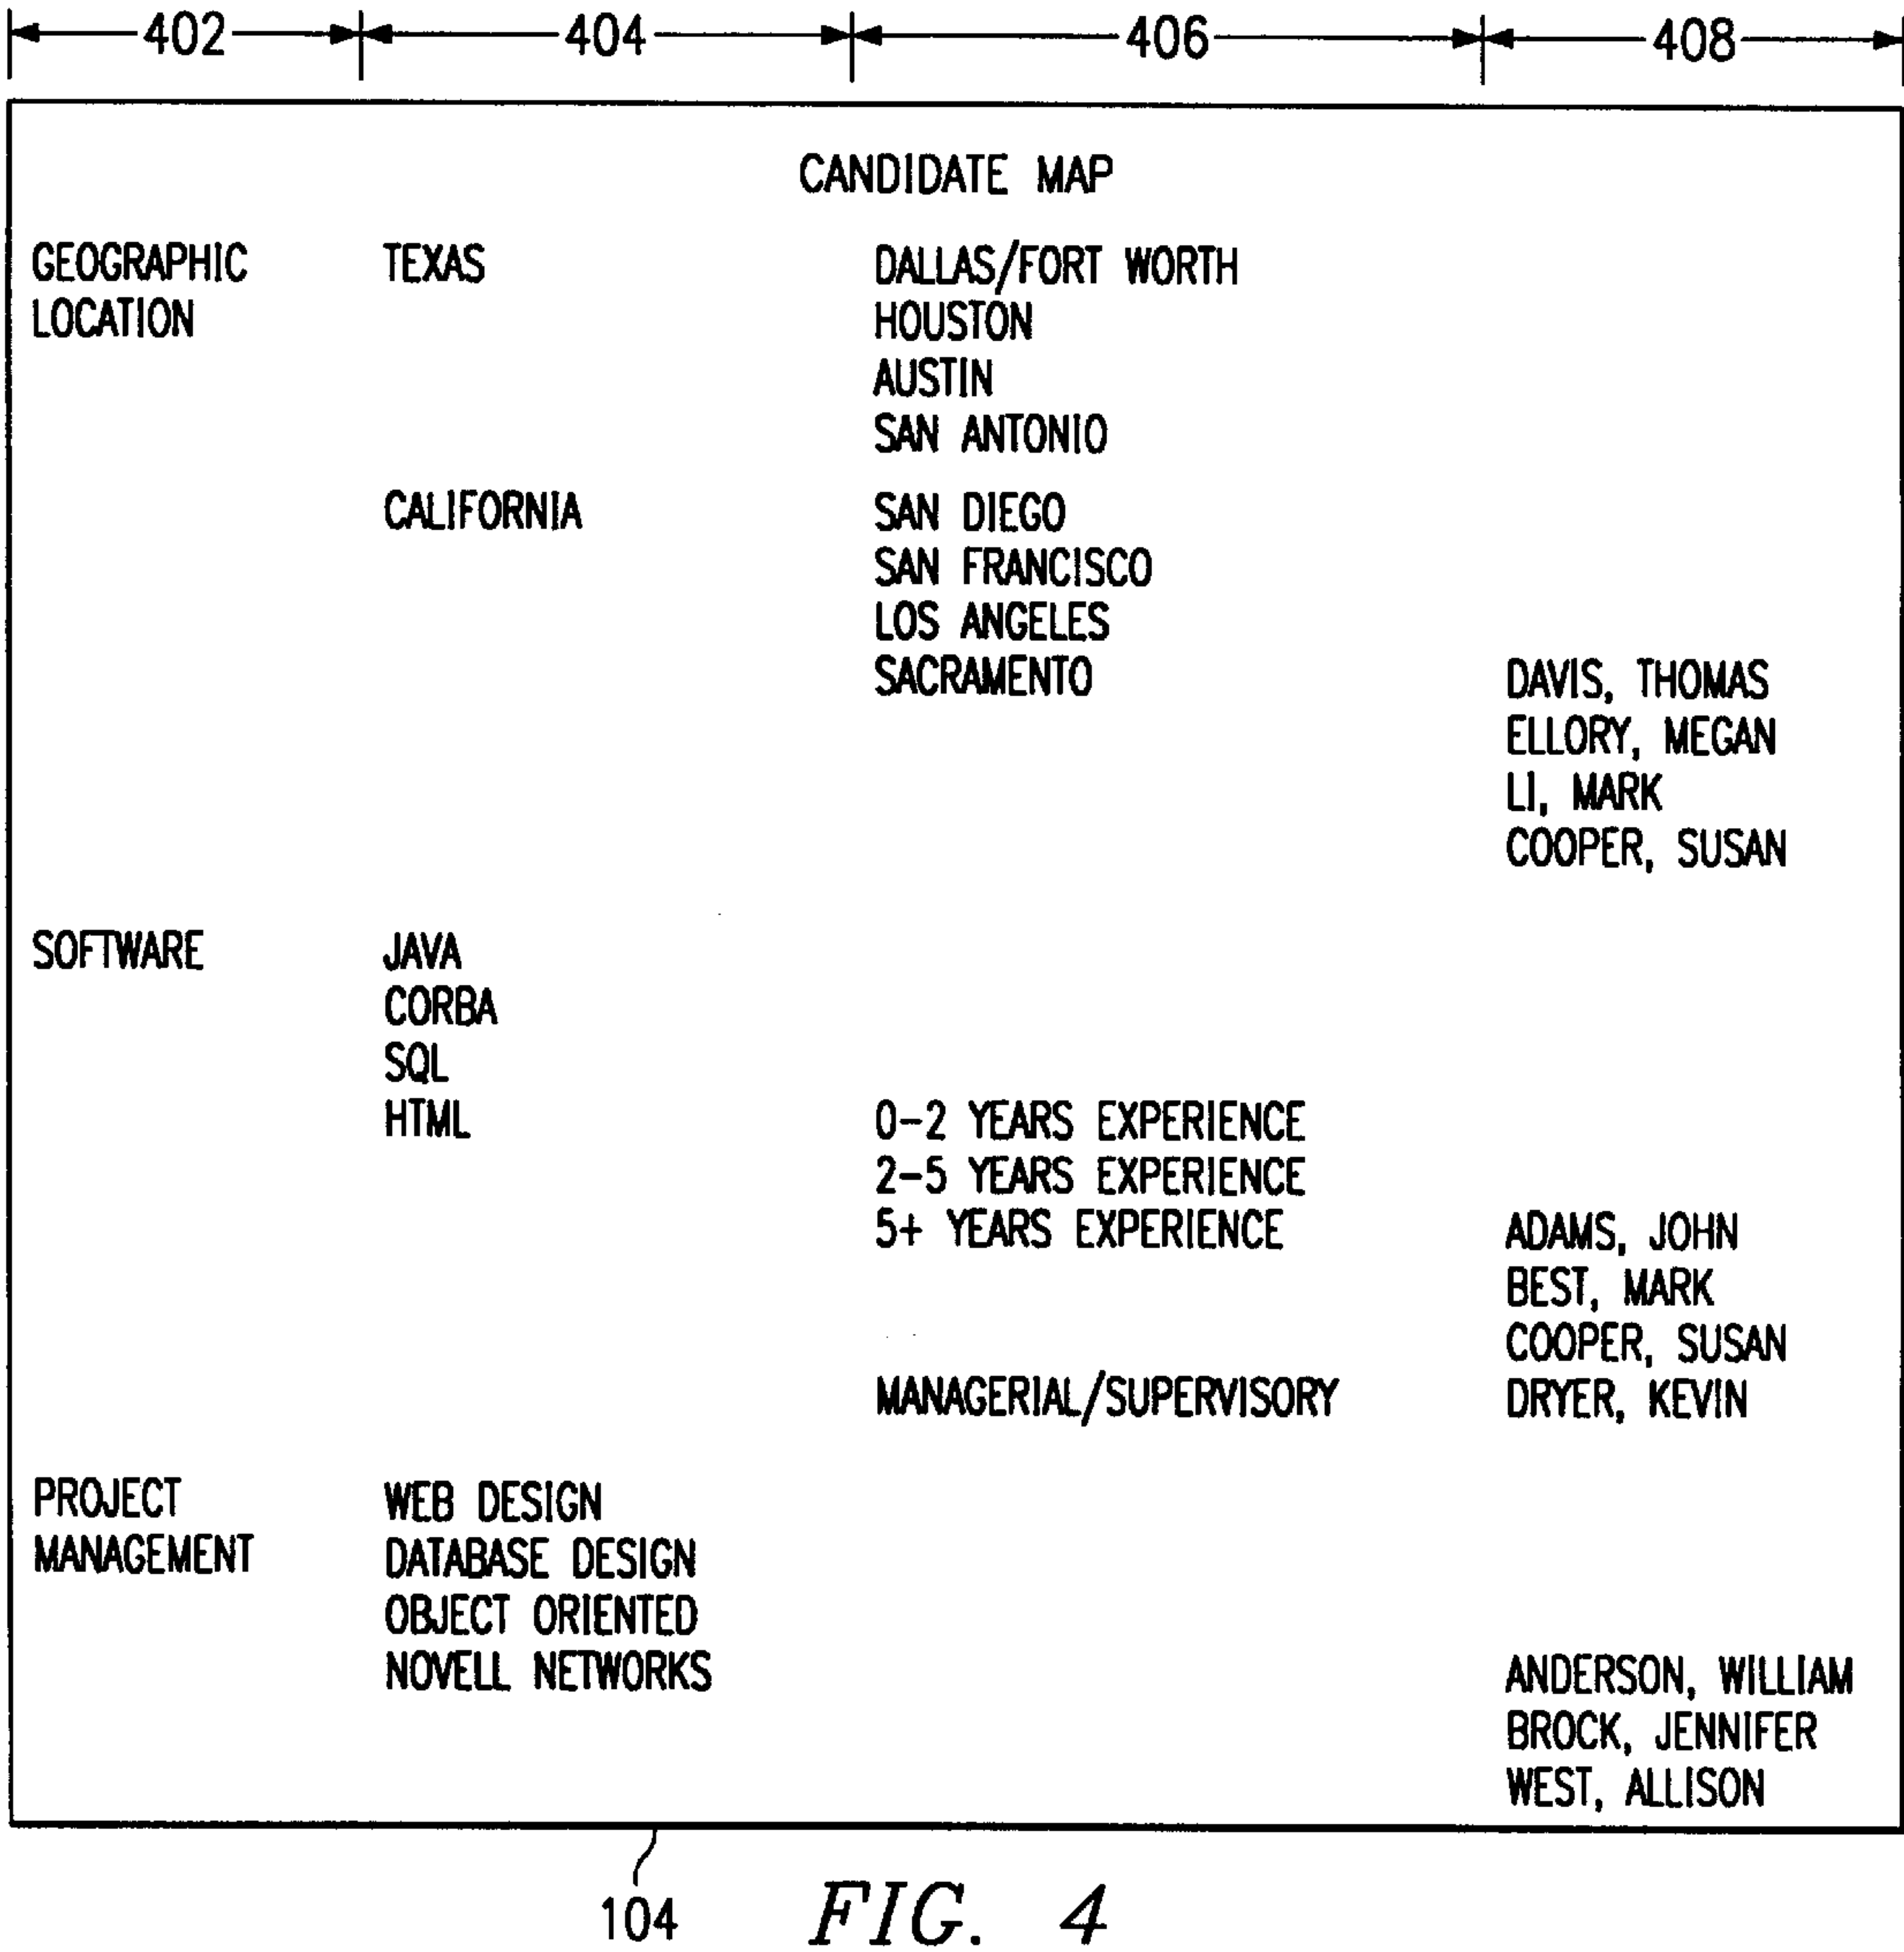 402 404 406 408
CANDIDATE MAP
GEOGRAPHIC TEXAS DALLAS/FORT WORTH
LOCATION HOUSTON
AUSTIN
SAN ANTONIO
CALIFORNIA SAN DIEGO
SAN FRANCISCO
LOS ANGELES
SACRAMENTO DAVIS, THOMAS
ELLORY, MEGAN
LI, MARK
COOPER, SUSAN
SOFTWARE JAVA
CORBA
SQL
HTML 0-2 YEARS EXPERIENCE
2-5 YEARS EXPERIENCE
5+ YEARS EXPERIENCE ADAMS, JOHN
BEST, MARK
COOPER, SUSAN
MANAGERIAL/SUPERVISORY DRYER, KEVIN
PROJECT WEB DESIGN
MANAGEMENT DATABASE DESIGN
OBJECT ORIENTED
NOVELL NETWORKS ANDERSON, WILLIAM
BROCK, JENNIFER
WEST, ALLISON
104 FIG. 4